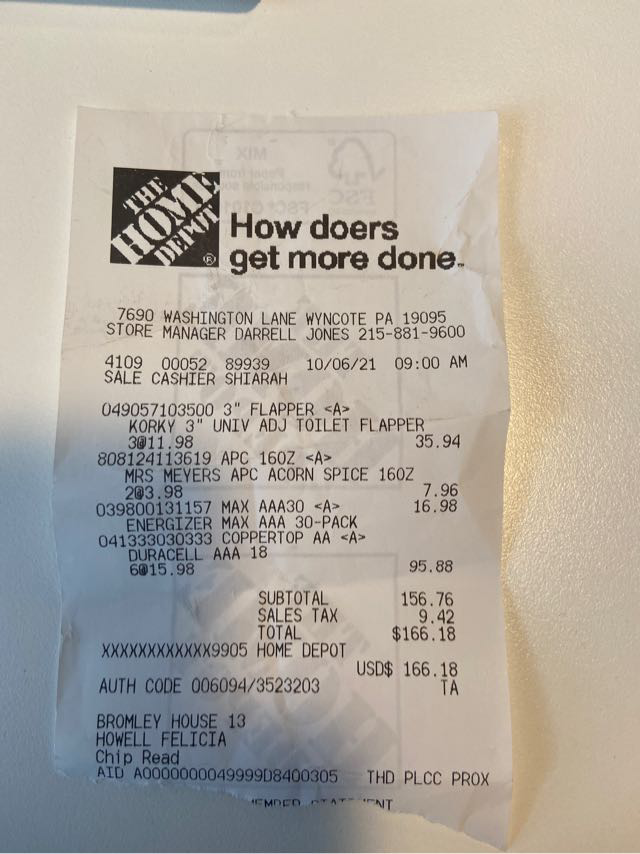 THE
HOME
DEPOT
®
How doers
get more done™
7690 WASHINGTON LANE WYNCOTE PA 19095
STORE MANAGER DARRELL JONES 215-881-9600
4109 00052 89939 10/06/21 09:00 AM
SALE CASHIER SHIARAH
049057103500 3" FLAPPER <A>
KORKY 3" UNIV ADJ TOILET FLAPPER
3@11.98 35.94
808124113619 APC 16OZ <A>
MRS MEYERS APC ACORN SPICE 16OZ
2@3.98 7.96
039800131157 MAX AAA30 <A> 16.98
ENERGIZER MAX AAA 30-PACK
041333030333 COPPERTOP AA <A>
DURACELL AAA 18
6@15.98 95.88
SUBTOTAL 156.76
SALES TAX 9.42
TOTAL $166.18
XXXXXXXXXXXX9905 HOME DEPOT
USD$ 166.18
AUTH CODE 006094/3523203 TA
BROMLEY HOUSE 13
HOWELL FELICIA
Chip Read
AID A0000000049999D8400305 THD PLCC PROX